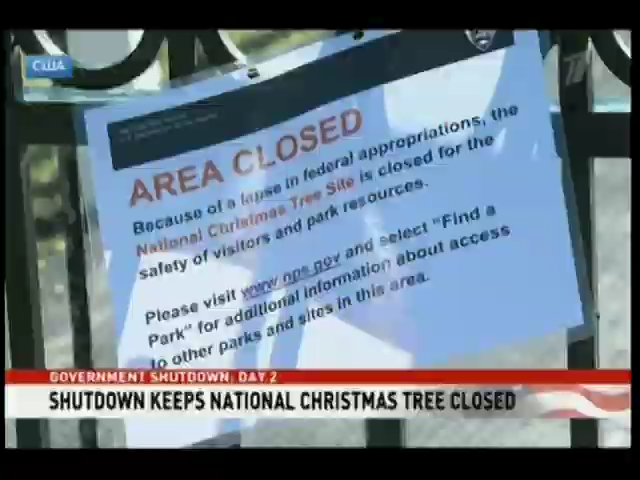 США
AREA CLOSED
Because of a lapse in federal appropriations, the
National Christmas Tree Site is closed for the
safety of visitors and park resources.
Please visit www.nps.gov and select "Find a
Park" for additional information about access
to other parks and sites in this area.
GOVERNMENT SHUTDOWN: DAY 2
SHUTDOWN KEEPS NATIONAL CHRISTMAS TREE CLOSED